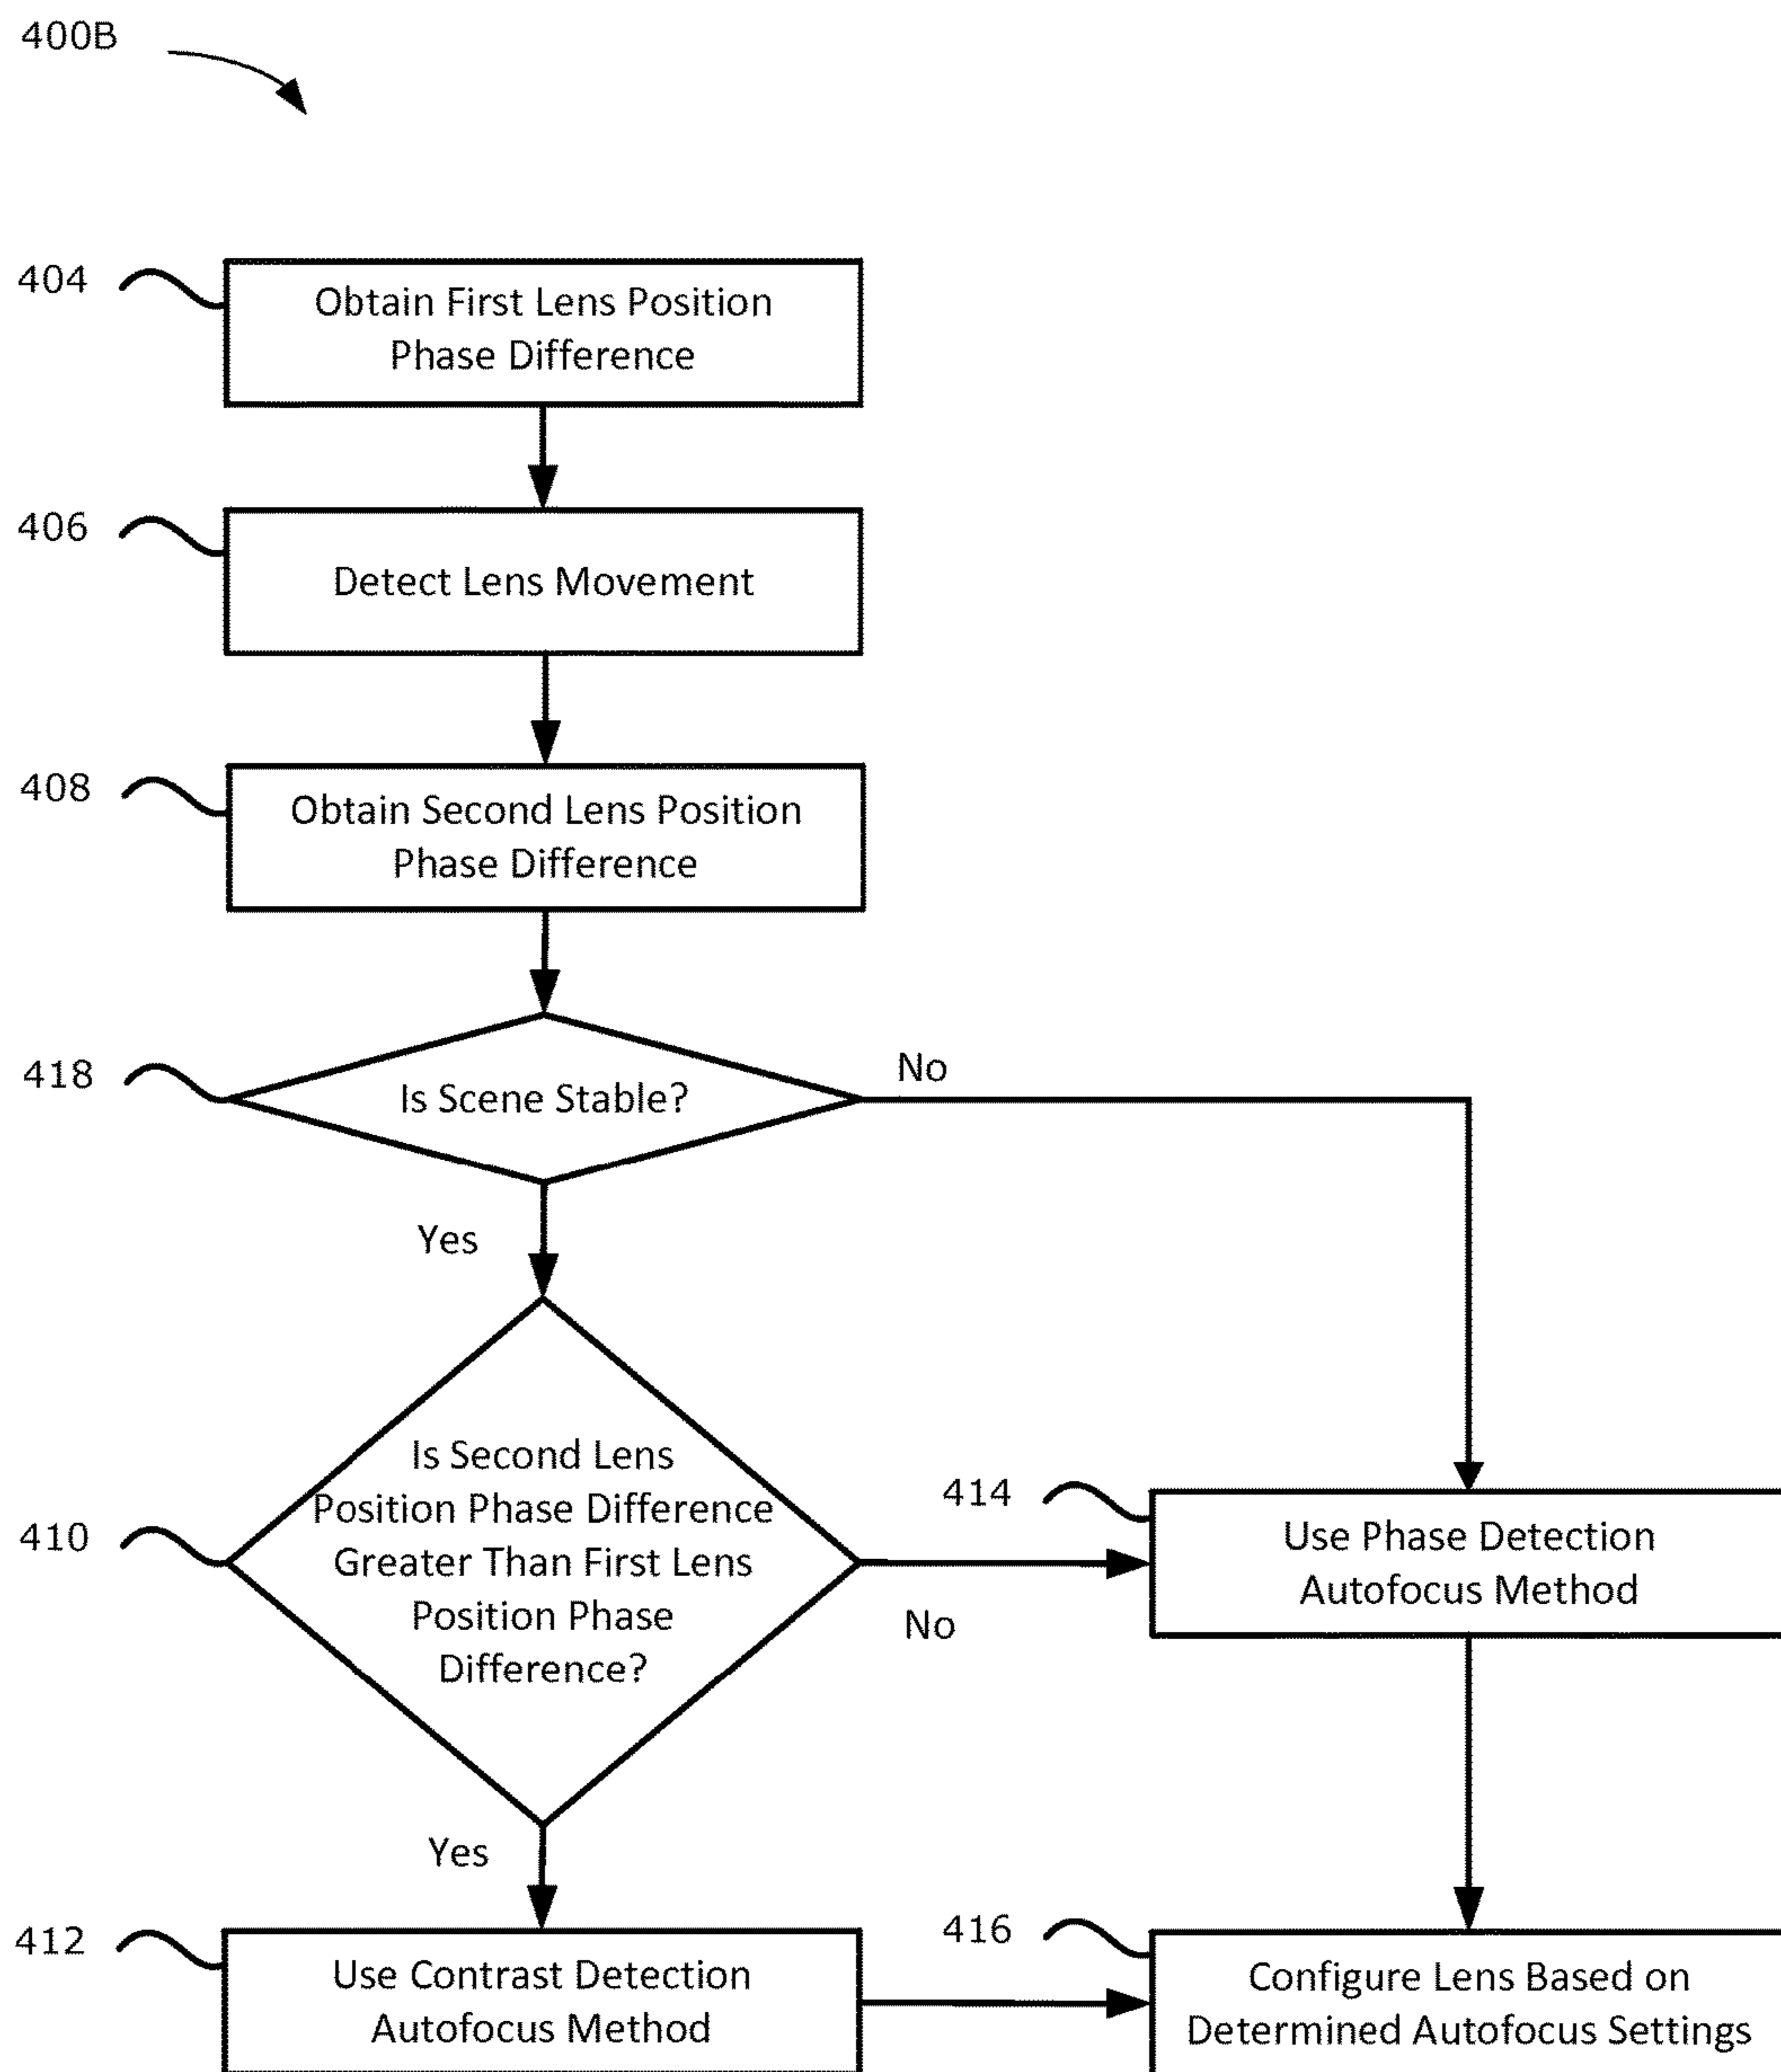 400B
404
Obtain First Lens Position
Phase Difference
406
Detect Lens Movement
408
Obtain Second Lens Position
Phase Difference
418
Is Scene Stable?
No
Yes
410
Is Second Lens
Position Phase Difference
Greater Than First Lens
Position Phase
Difference?
No
414
Use Phase Detection
Autofocus Method
Yes
412
Use Contrast Detection
Autofocus Method
416
Configure Lens Based on
Determined Autofocus Settings